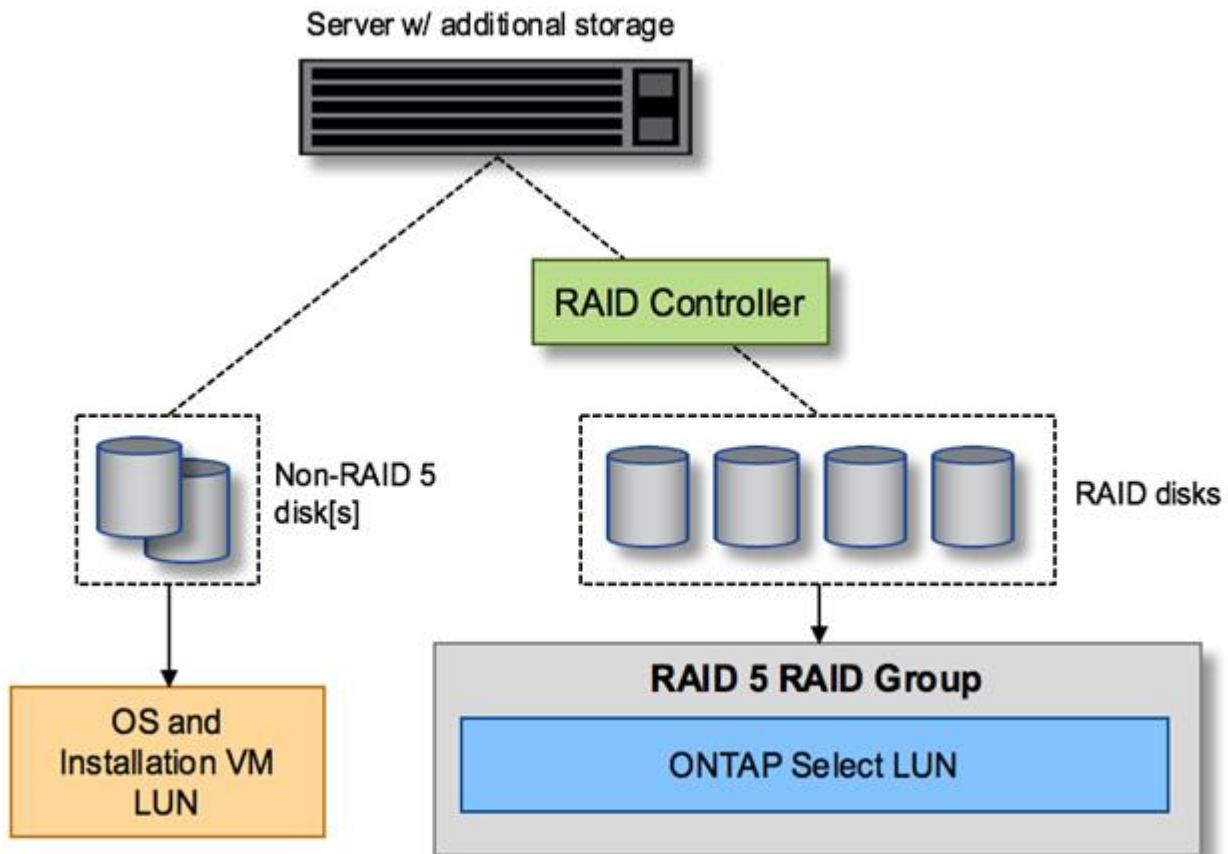 Server w/ additional storage
RAID Controller
Non-RAID 5
disk[s]
RAID disks
OS and
Installation VM
LUN
RAID 5 RAID Group
ONTAP Select LUN